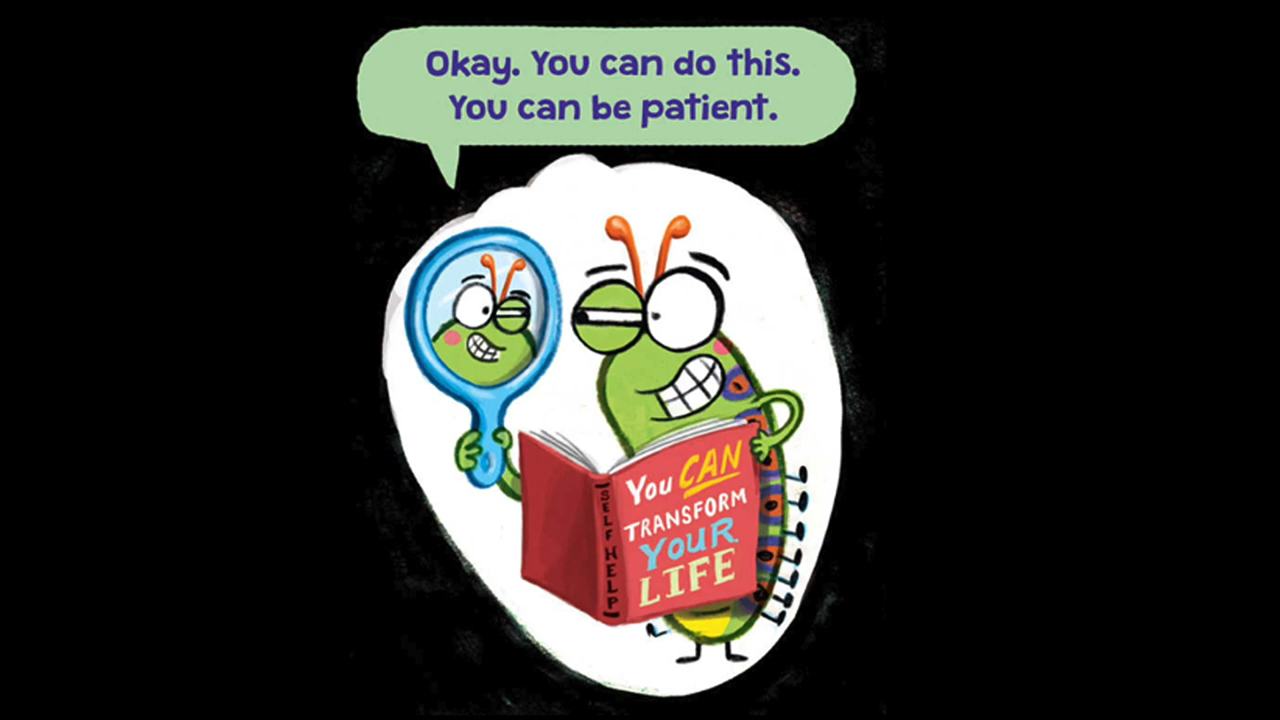 Okay. You can do this.
You can be patient.
You CAN
TRANSFORM
YOUR
LIFE
SELF HELP